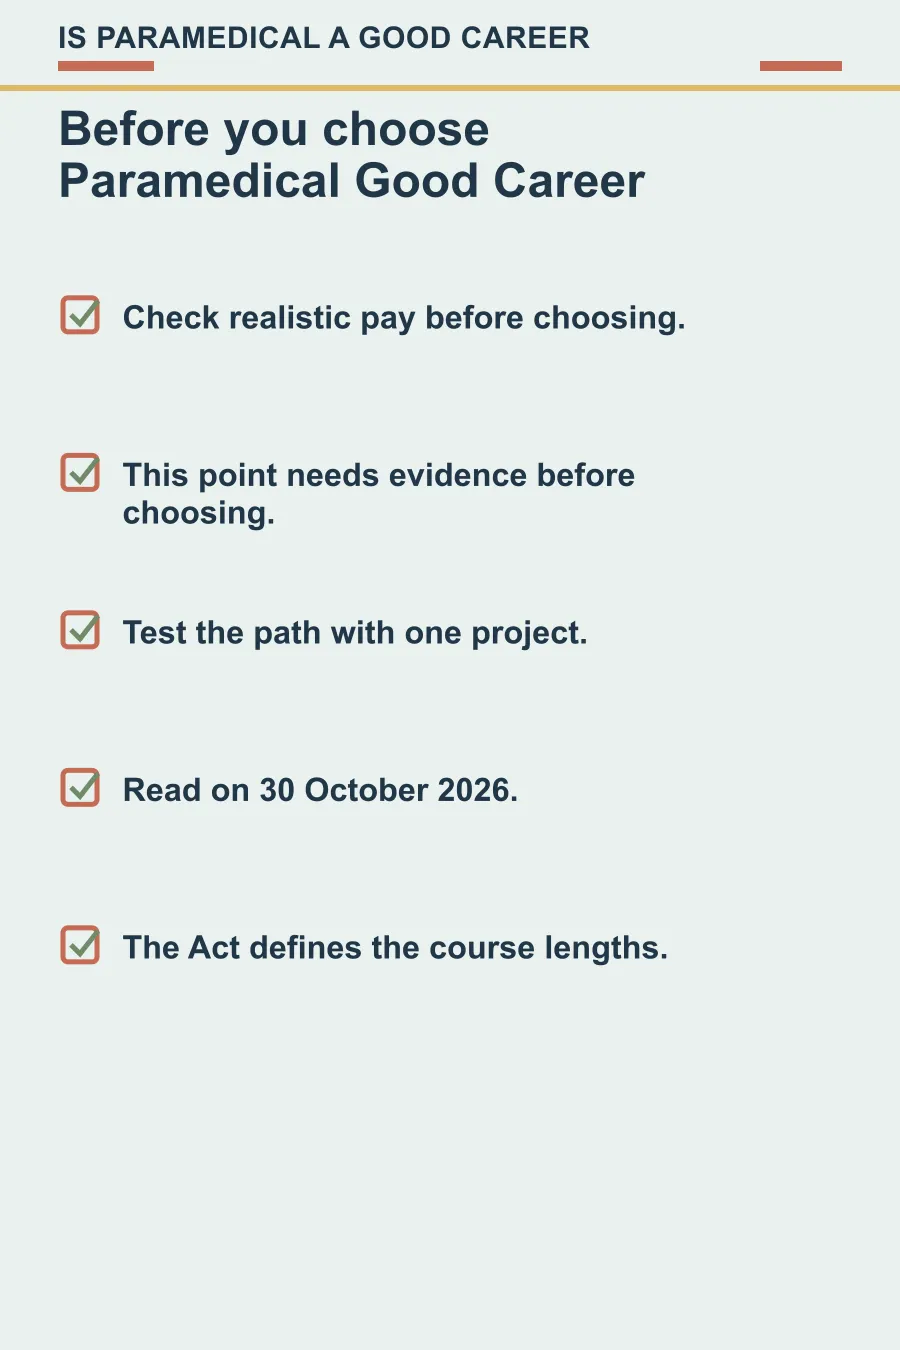 IS PARAMEDICAL A GOOD CAREER
Before you choose
Paramedical Good Career
Check realistic pay before choosing.
This point needs evidence before
choosing.
Test the path with one project.
Read on 30 October 2026.
The Act defines the course lengths.